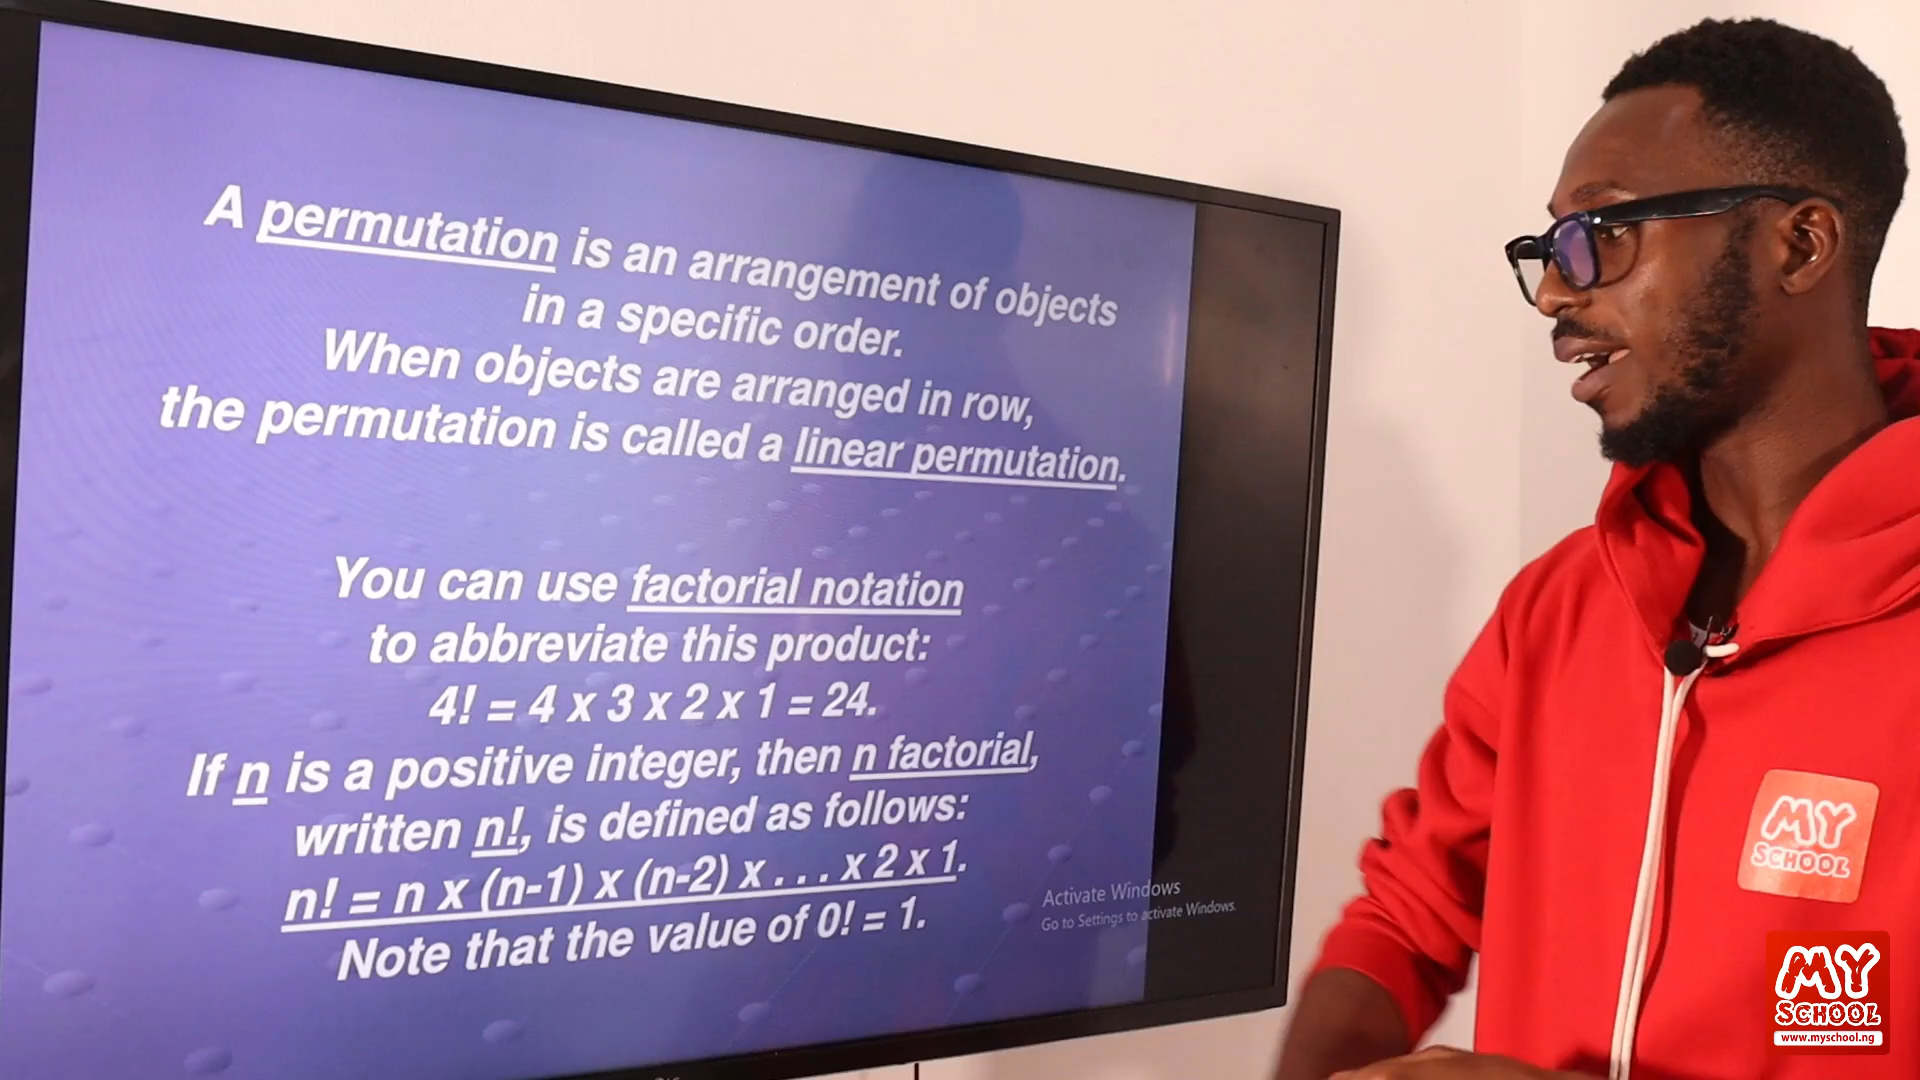 A permutation is an arrangement of objects
in a specific order.
When objects are arranged in row,
the permutation is called a linear permutation.
You can use factorial notation
to abbreviate this product:
4! = 4 x 3 x 2 x 1 = 24.
If n is a positive integer, then n factorial,
written n!, is defined as follows:
n! = n x (n-1) x (n-2) x . . . x 2 x 1.
Note that the value of 0! = 1.
Activate Windows
Go to Settings to activate Windows.
MY
SCHOOL
MY
SCHOOL
www.myschool.ng